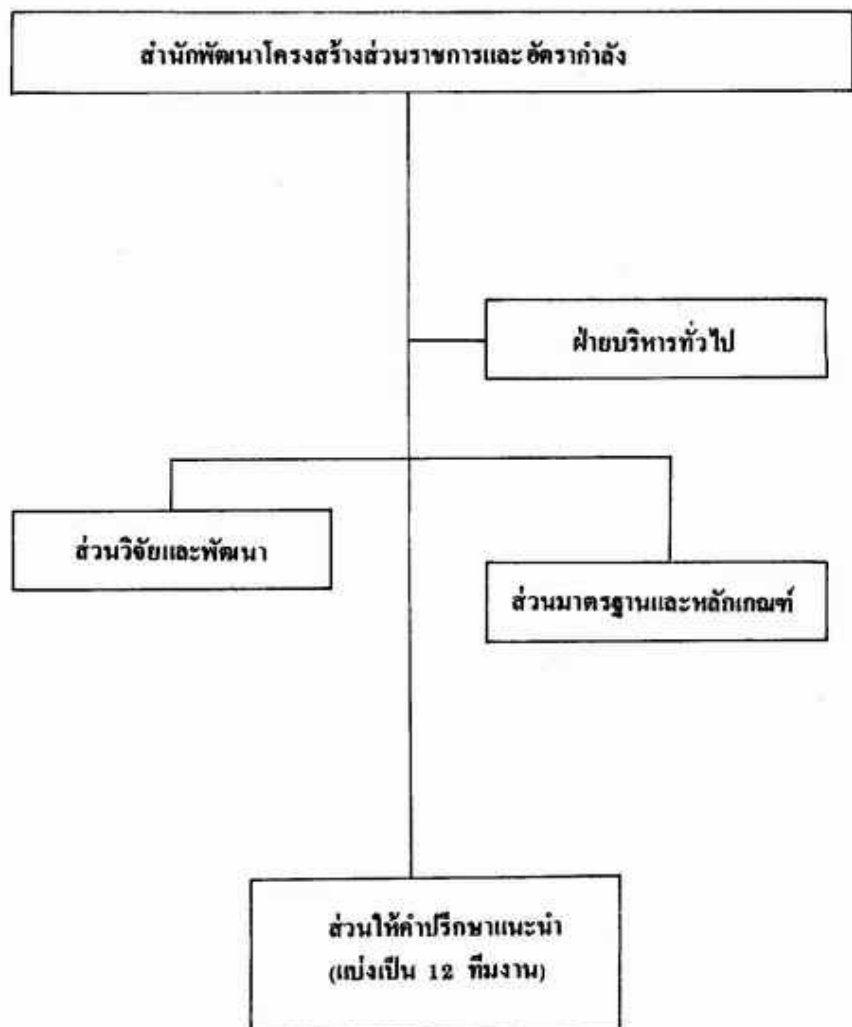 สำนักพัฒนาโครงสร้างส่วนราชการและอัตรากำลัง
ฝ่ายบริหารทั่วไป
ส่วนวิจัยและพัฒนา
ส่วนมาตรฐานและหลักเกณฑ์
ส่วนให้คำปรึกษาแนะนำ
(แบ่งเป็น 12 ทีมงาน)